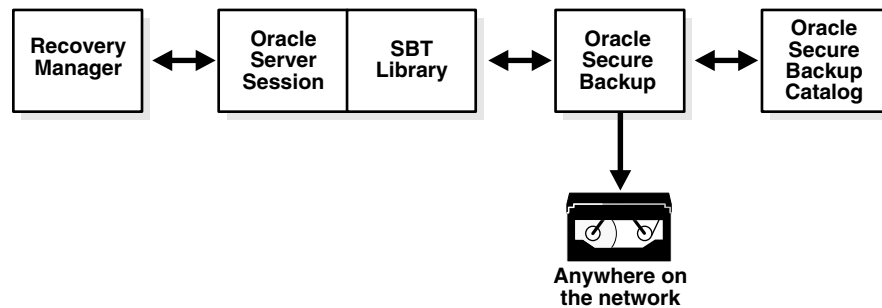 Recovery
Manager
Oracle
Server
Session
SBT
Library
Oracle
Secure
Backup
Oracle
Secure
Backup
Catalog
Anywhere on
the network